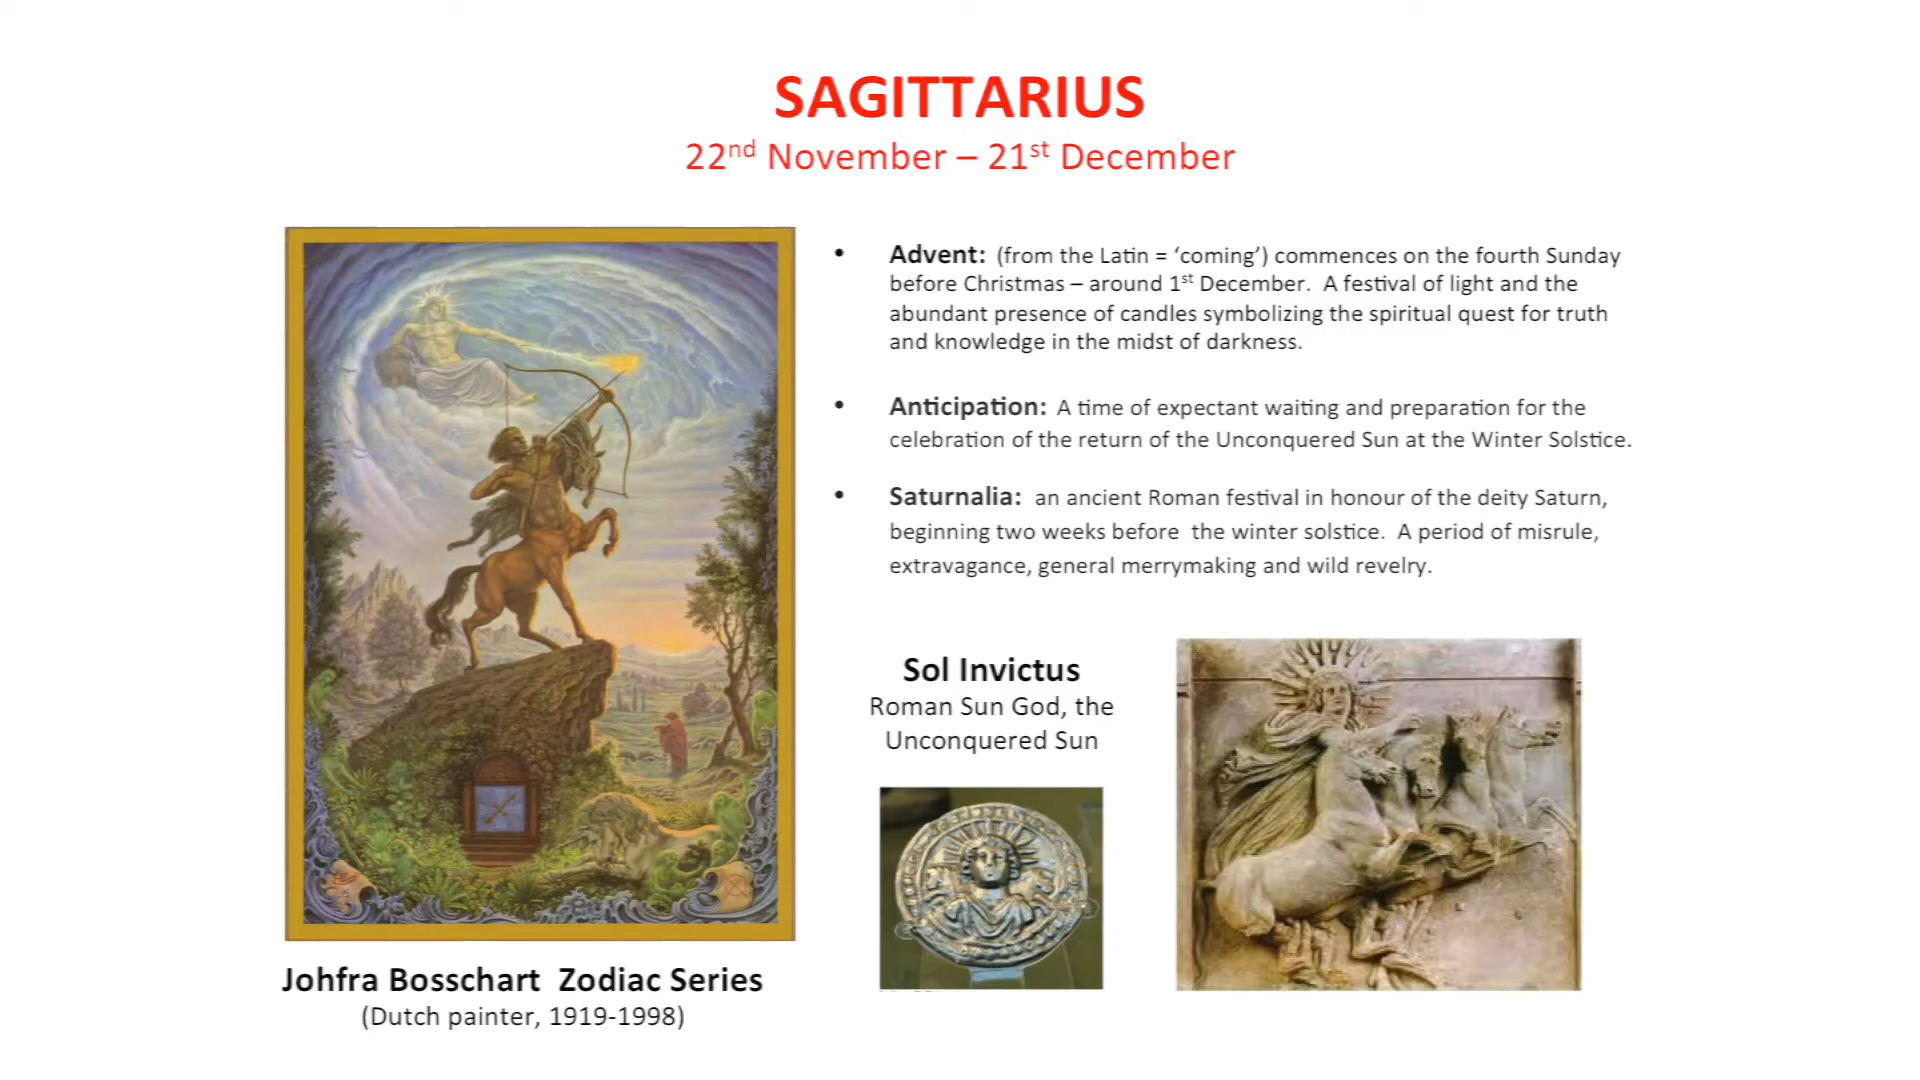 SAGITTARIUS
22nd November – 21st December
• Advent: (from the Latin = ‘coming’) commences on the fourth Sunday
before Christmas – around 1st December. A festival of light and the
abundant presence of candles symbolizing the spiritual quest for truth
and knowledge in the midst of darkness.
• Anticipation: A time of expectant waiting and preparation for the
celebration of the return of the Unconquered Sun at the Winter Solstice.
• Saturnalia: an ancient Roman festival in honour of the deity Saturn,
beginning two weeks before the winter solstice. A period of misrule,
extravagance, general merrymaking and wild revelry.
Sol Invictus
Roman Sun God, the
Unconquered Sun
Johfra Bosschart Zodiac Series
(Dutch painter, 1919-1998)